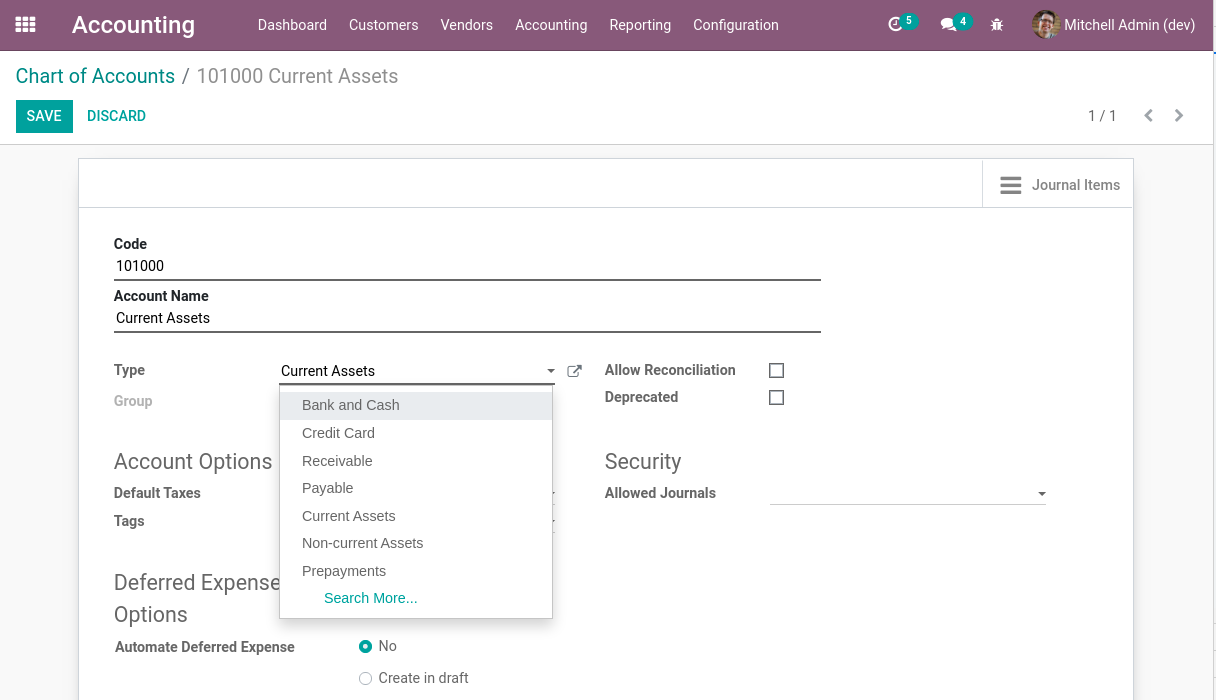 Accounting Dashboard Customers Vendors Accounting Reporting Configuration 5 4 Mitchell Admin (dev)
Chart of Accounts / 101000 Current Assets
SAVE DISCARD 1 / 1
Journal Items
Code
101000
Account Name
Current Assets
Type Current Assets Allow Reconciliation
Group Deprecated
Bank and Cash
Credit Card
Receivable
Payable
Current Assets
Non-current Assets
Prepayments
Search More...
Account Options Security
Default Taxes Allowed Journals
Tags
Deferred Expense
Options
Automate Deferred Expense No
Create in draft